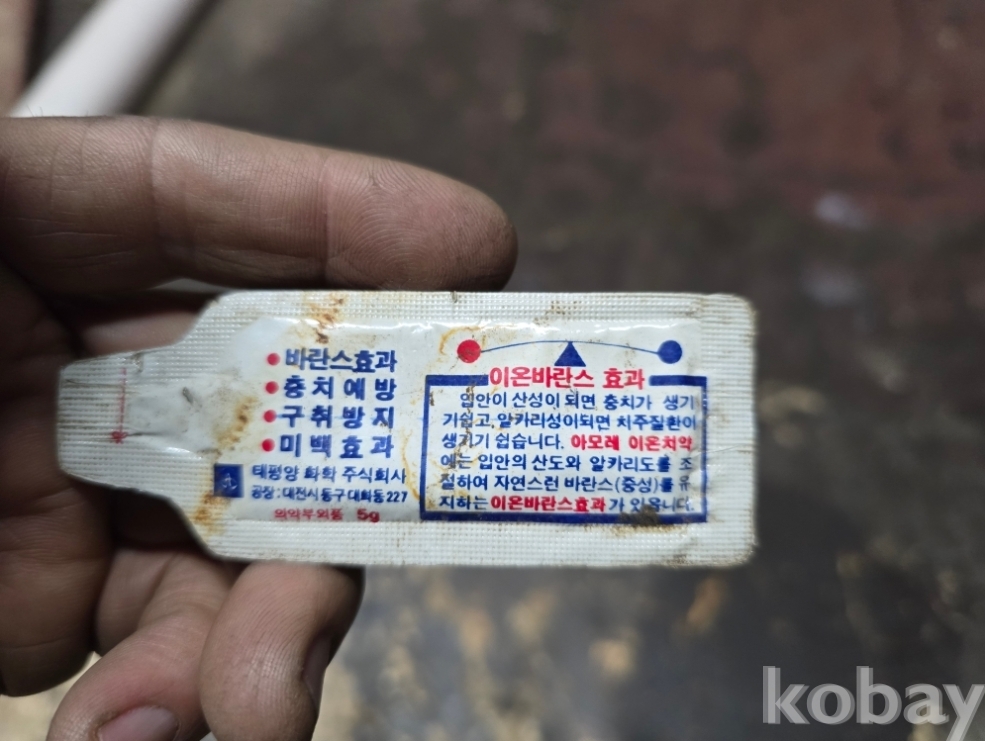 바란스효과
충치예방
구취방지
미백효과
태평양 화학 주식회사
공장:대전시동구대화동227
의약부외품 5g
이온바란스 효과
입안이 산성이 되면 충치가 생기
기쉽고, 알카리성이되면 치주질환이
생기기 쉽습니다. 아모레 이온치약
에는 입안의 산도와 알카리도를 조
절하여 자연스런 바란스(중성)를 유
지하는 이온바란스효과 가 있읍니다.
kobay